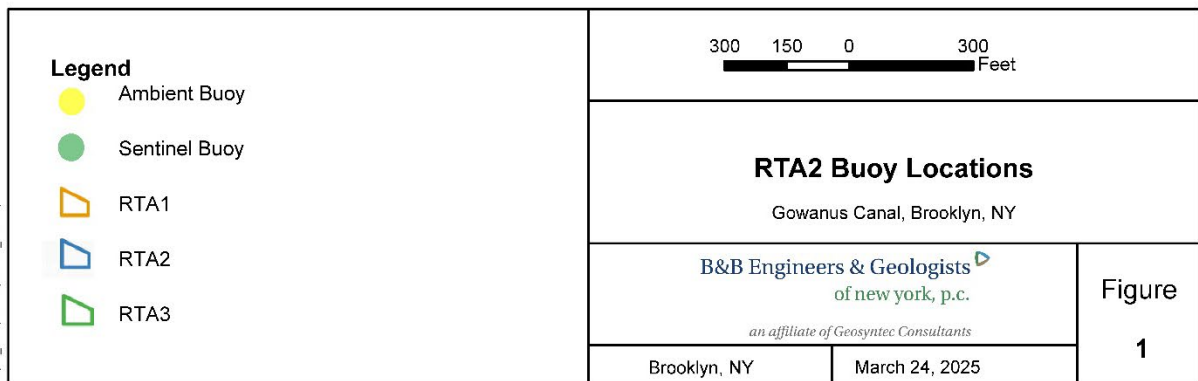 Legend
Ambient Buoy
Sentinel Buoy
RTA1
RTA2
RTA3
300 150 0 300
Feet
RTA2 Buoy Locations
Gowanus Canal, Brooklyn, NY
B&B Engineers & Geologists
of new york, p.c.
an affiliate of Geosyntec Consultants
Brooklyn, NY
March 24, 2025
Figure
1